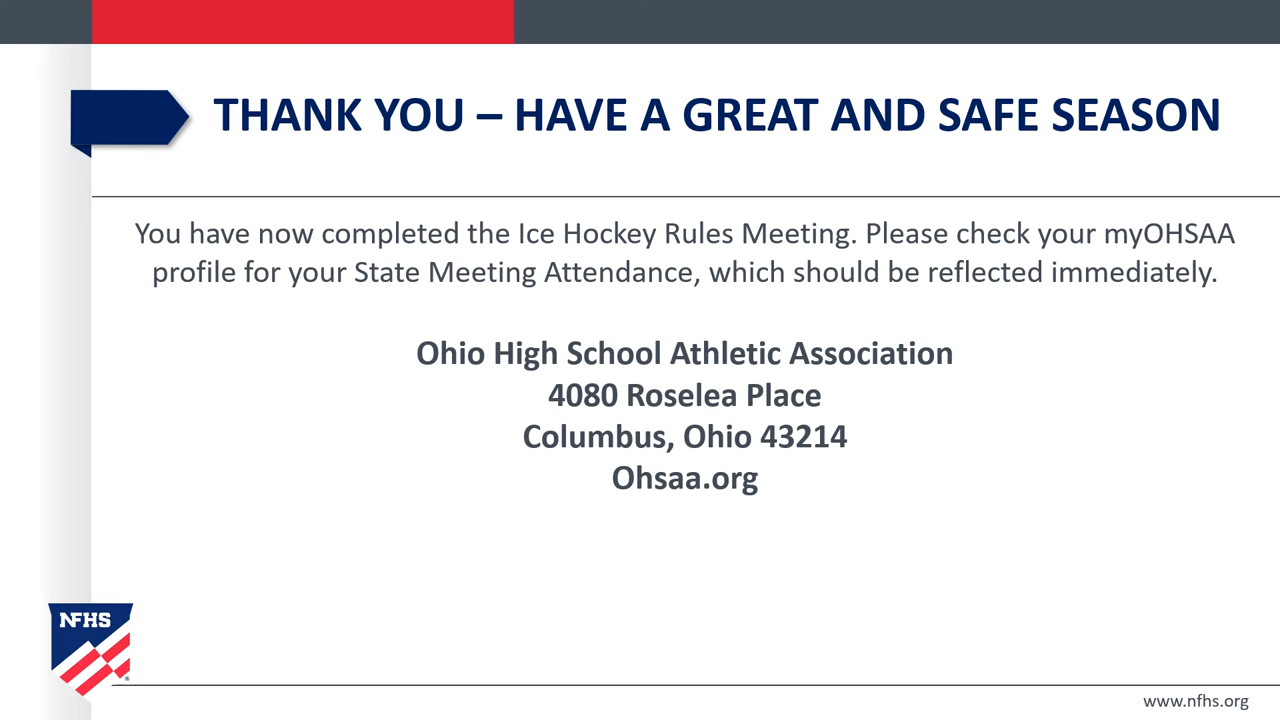 THANK YOU – HAVE A GREAT AND SAFE SEASON
You have now completed the Ice Hockey Rules Meeting. Please check your myOHSAA
profile for your State Meeting Attendance, which should be reflected immediately.
Ohio High School Athletic Association
4080 Roselea Place
Columbus, Ohio 43214
Ohsaa.org
NFHS
®
www.nfhs.org